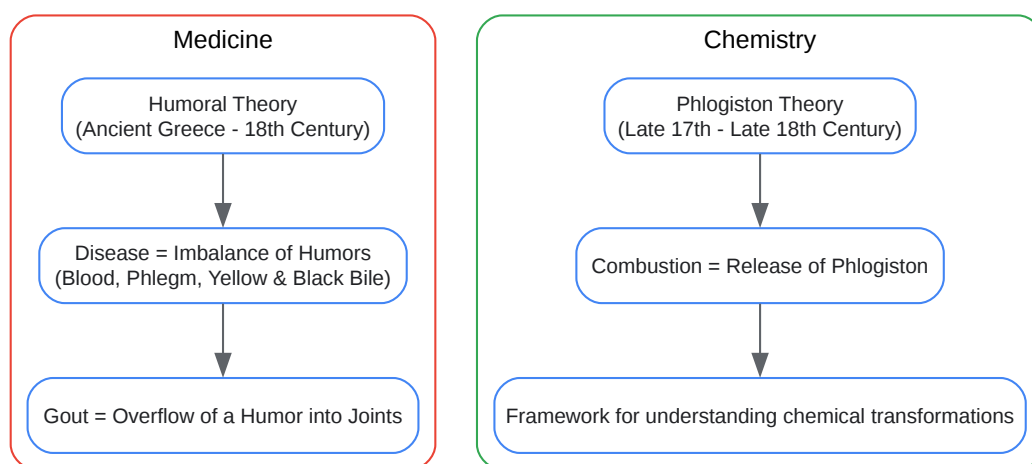 Medicine
Humoral Theory
(Ancient Greece - 18th Century)
Disease = Imbalance of Humors
(Blood, Phlegm, Yellow & Black Bile)
Gout = Overflow of a Humor into Joints
Chemistry
Phlogiston Theory
(Late 17th - Late 18th Century)
Combustion = Release of Phlogiston
Framework for understanding chemical transformations